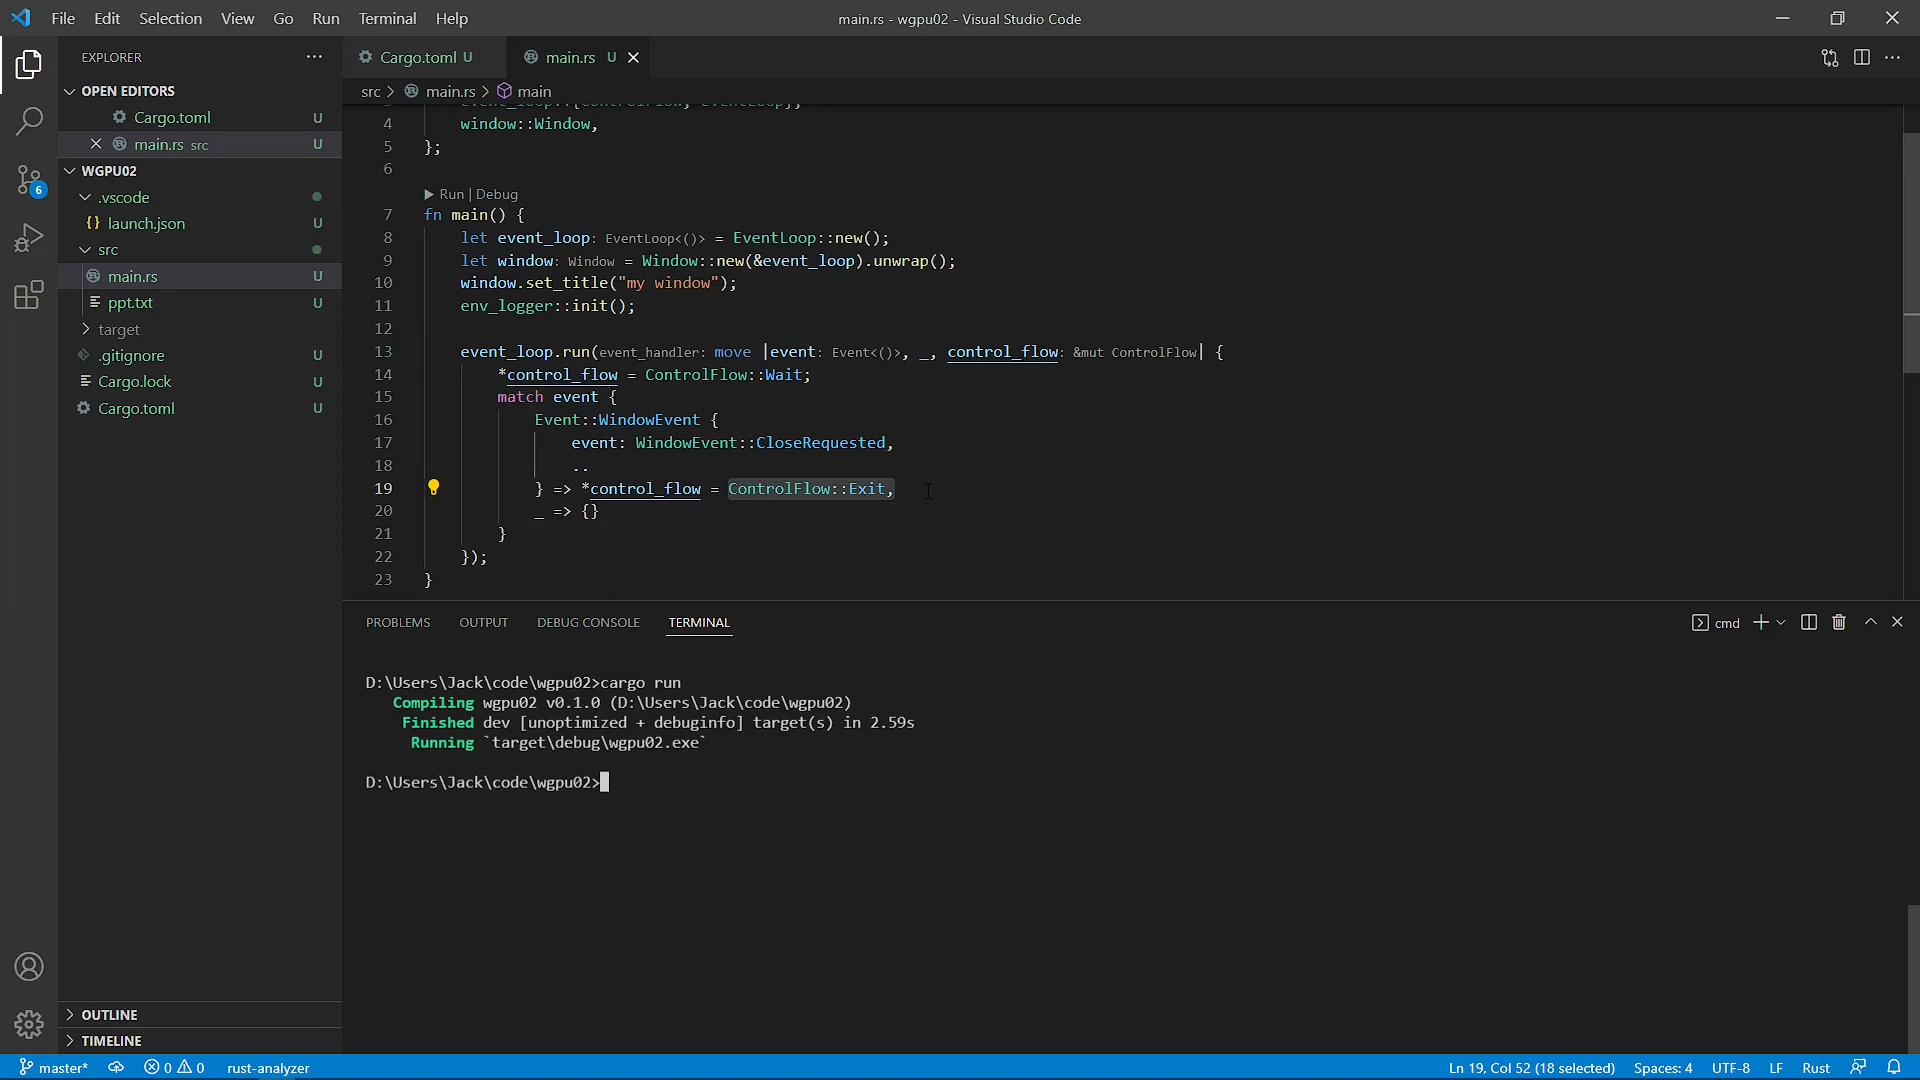 File Edit Selection View Go Run Terminal Help
main.rs - wgpu02 - Visual Studio Code
EXPLORER
OPEN EDITORS
Cargo.toml U
main.rs src U
WGPU02
.vscode
launch.json U
src
main.rs U
ppt.txt U
target
.gitignore U
Cargo.lock U
Cargo.toml U
OUTLINE
TIMELINE
6
Cargo.toml U
main.rs U
src > main.rs > main
3 event_loop::{ControlFlow, EventLoop},
4 window::Window,
5 };
6
Run | Debug
7 fn main() {
8 let event_loop: EventLoop<()> = EventLoop::new();
9 let window: Window = Window::new(&event_loop).unwrap();
10 window.set_title("my window");
11 env_logger::init();
12
13 event_loop.run(event_handler: move |event: Event<()>, _, control_flow: &mut ControlFlow| {
14 *control_flow = ControlFlow::Wait;
15 match event {
16 Event::WindowEvent {
17 event: WindowEvent::CloseRequested,
18 ..
19 } => *control_flow = ControlFlow::Exit,
20 _ => {}
21 }
22 });
23 }
PROBLEMS OUTPUT DEBUG CONSOLE TERMINAL
cmd
D:\Users\Jack\code\wgpu02>cargo run
Compiling wgpu02 v0.1.0 (D:\Users\Jack\code\wgpu02)
Finished dev [unoptimized + debuginfo] target(s) in 2.59s
Running `target\debug\wgpu02.exe`
D:\Users\Jack\code\wgpu02>
master* 0 0 rust-analyzer
Ln 19, Col 52 (18 selected) Spaces: 4 UTF-8 LF Rust